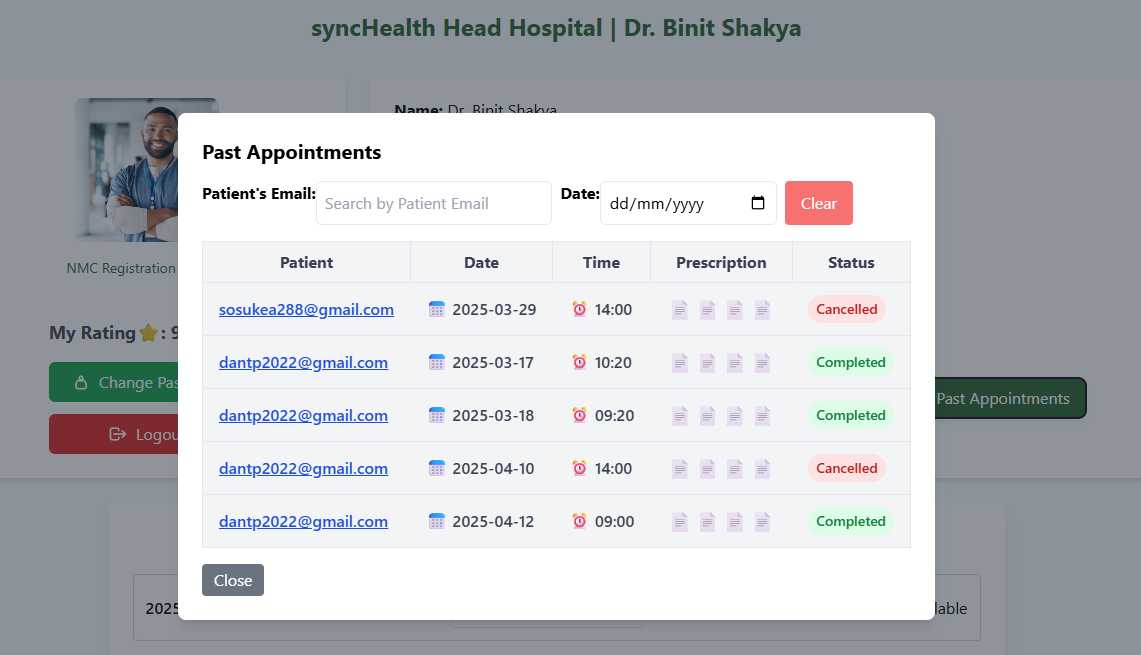 syncHealth Head Hospital | Dr. Binit Shakya
Name: Dr. Binit Shakya
Past Appointments
Patient's Email: Search by Patient Email Date: dd/mm/yyyy Clear
Patient Date Time Prescription Status
sosukea288@gmail.com 2025-03-29 14:00 Cancelled
dantp2022@gmail.com 2025-03-17 10:20 Completed
dantp2022@gmail.com 2025-03-18 09:20 Completed
dantp2022@gmail.com 2025-04-10 14:00 Cancelled
dantp2022@gmail.com 2025-04-12 09:00 Completed
Close
NMC Registration
My Rating : 9
Change Pas
Logou
Past Appointments
2025
lable